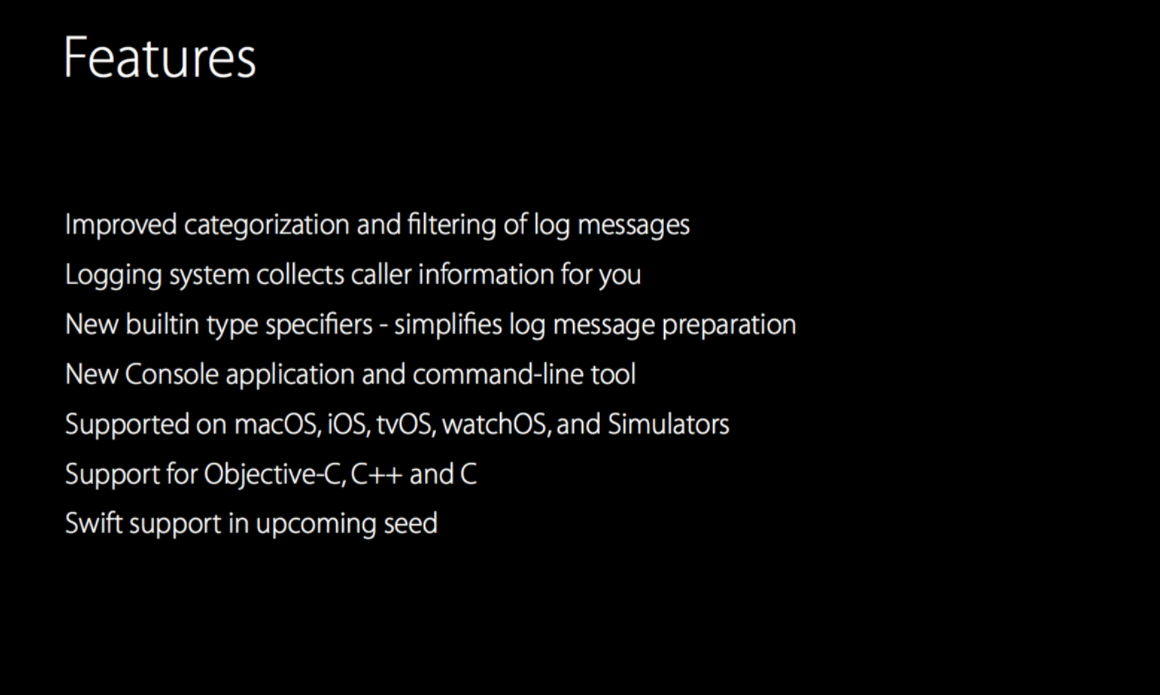 Features
Improved categorization and filtering of log messages
Logging system collects caller information for you
New builtin type specifiers - simplifies log message preparation
New Console application and command-line tool
Supported on macOS, iOS, tvOS, watchOS, and Simulators
Support for Objective-C, C++ and C
Swift support in upcoming seed